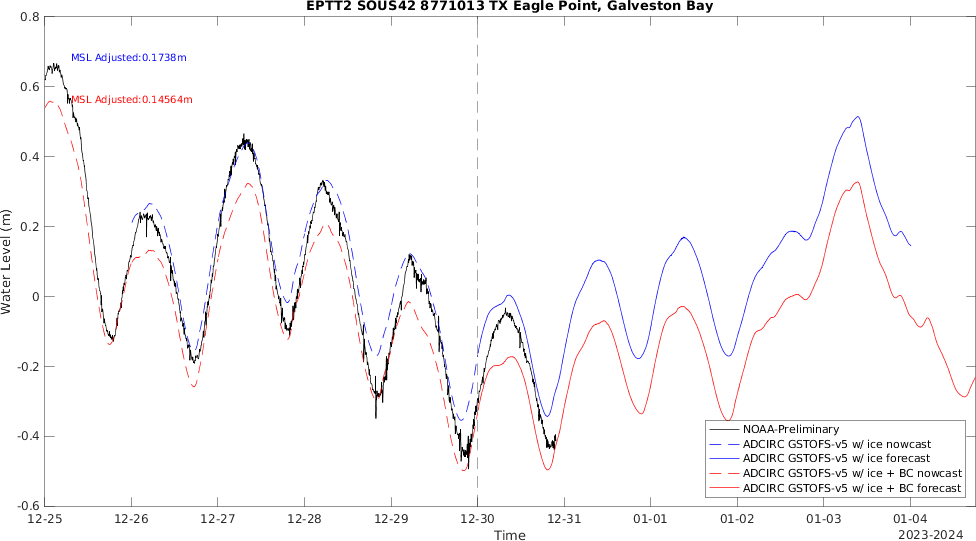 EPTT2 SOUS42 8771013 TX Eagle Point, Galveston Bay
0.8
0.6
0.4
0.2
0
-0.2
-0.4
-0.6
Water Level (m)
MSL Adjusted:0.1738m
MSL Adjusted:0.14564m
NOAA-Preliminary
ADCIRC GSTOFS-v5 w/ ice nowcast
ADCIRC GSTOFS-v5 w/ ice forecast
ADCIRC GSTOFS-v5 w/ ice + BC nowcast
ADCIRC GSTOFS-v5 w/ ice + BC forecast
12-25 12-26 12-27 12-28 12-29 12-30 12-31 01-01 01-02 01-03 01-04
Time
2023-2024